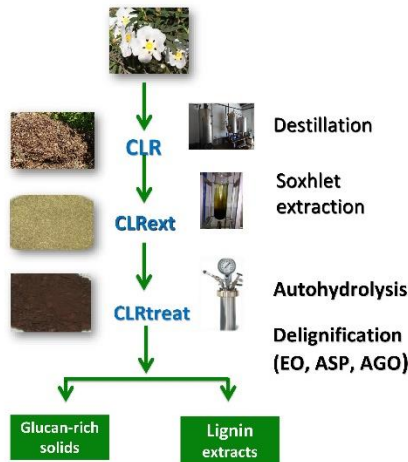 Destillation
CLR
Soxhlet
extraction
CLRext
Autohydrolysis
CLRtreat
Delignification
(EO, ASP, AGO)
Glucan-rich
solids
Lignin
extracts